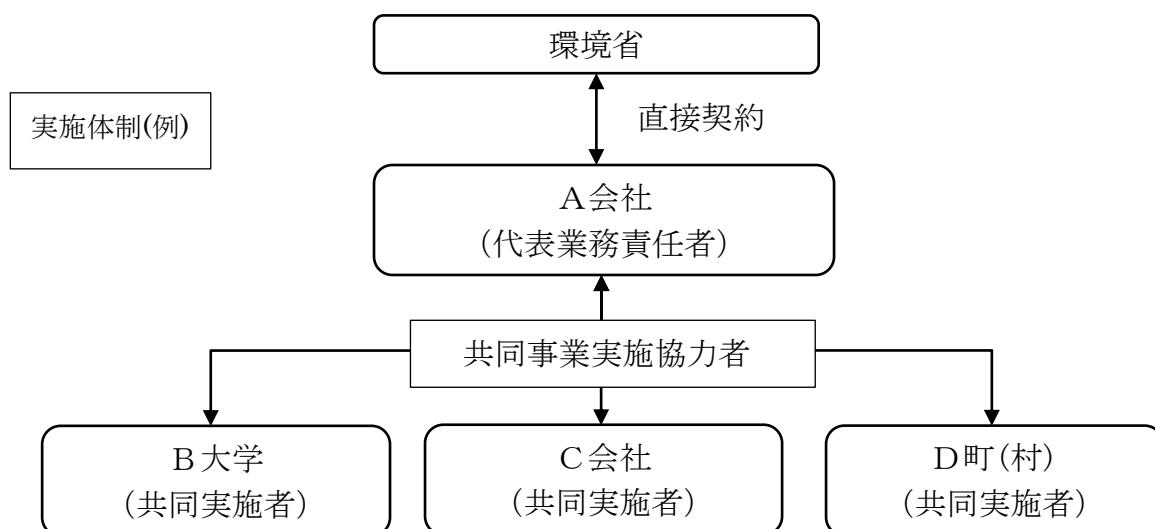 環境省
直接契約
実施体制(例)
A会社
(代表業務責任者)
共同事業実施協力者
B大学
(共同実施者)
C会社
(共同実施者)
D町(村)
(共同実施者)